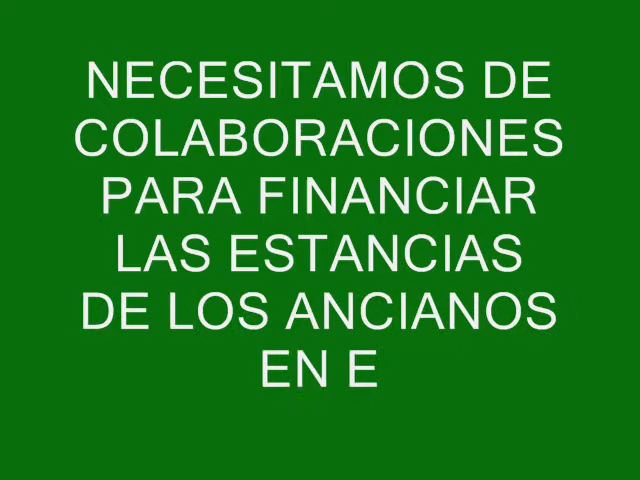 NECESITAMOS DE
COLABORACIONES
PARA FINANCIAR
LAS ESTANCIAS
DE LOS ANCIANOS
EN E